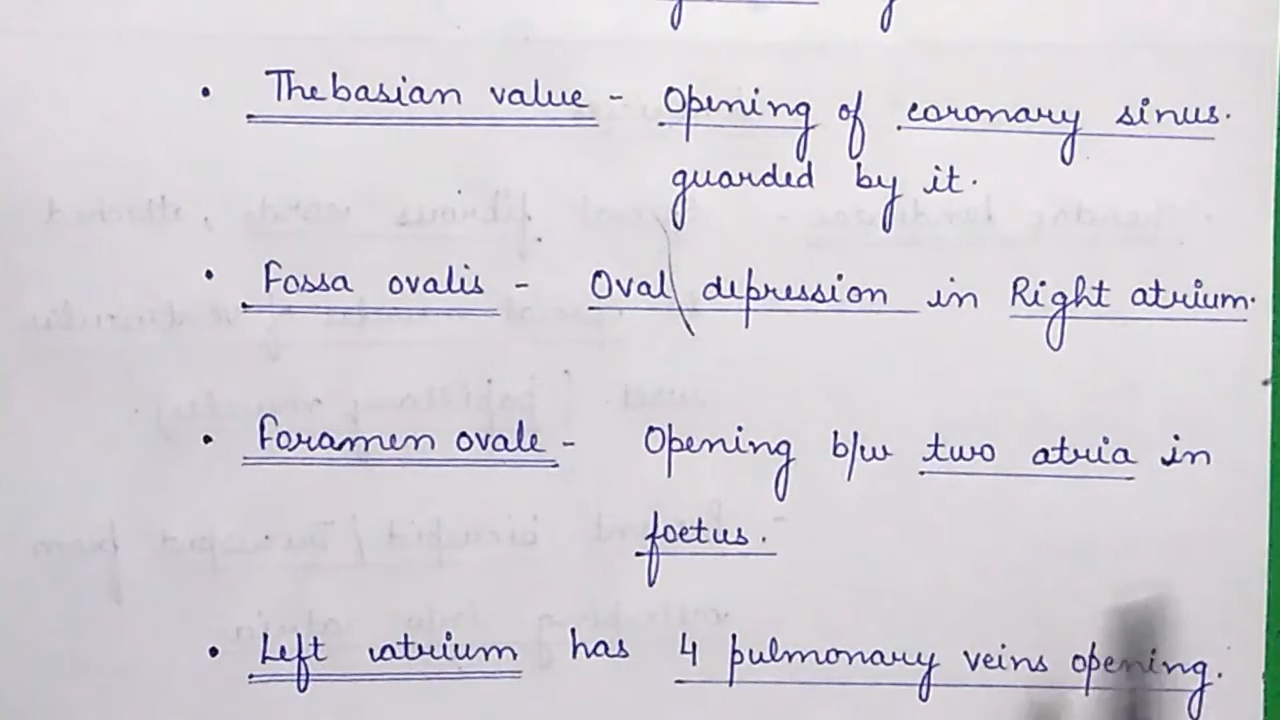 • Thebasian value - Opening of coronary sinus.
guarded by it.
• Fossa ovalis - Oval depression in Right atrium.
• Foramen ovale - Opening b/w two atria in
foetus.
• Left atrium has 4 pulmonary veins opening.